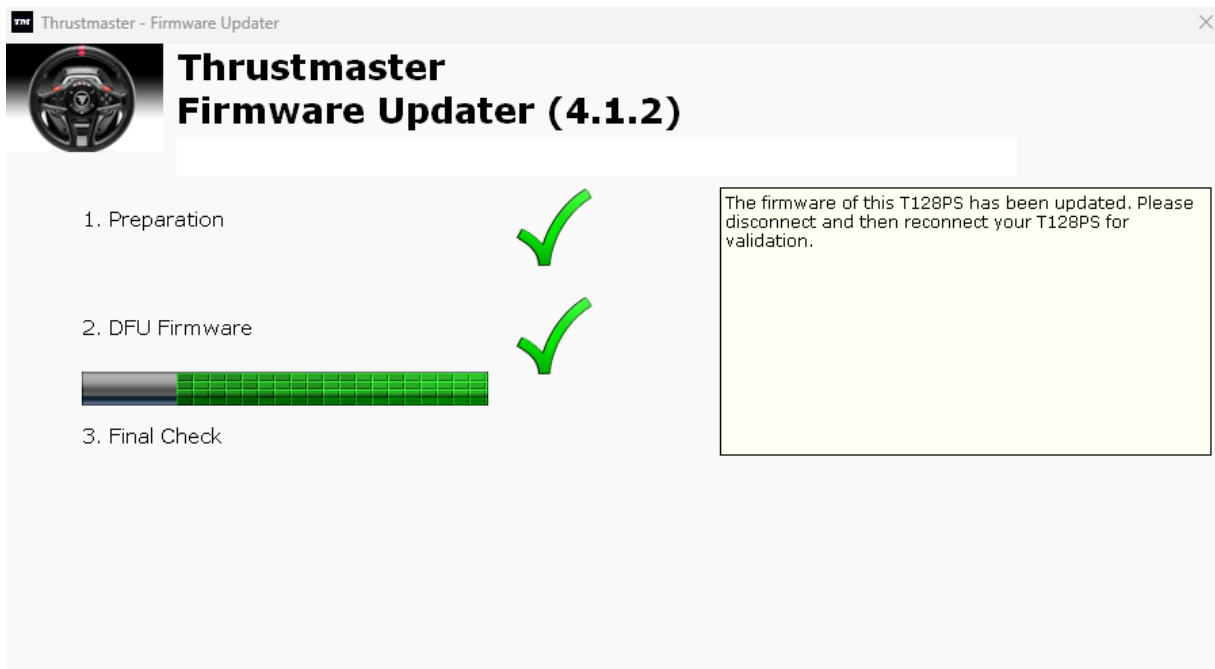 TM Thrustmaster - Firmware Updater
Thrustmaster
Firmware Updater (4.1.2)
1. Preparation
2. DFU Firmware
3. Final Check
The firmware of this T128PS has been updated. Please
disconnect and then reconnect your T128PS for
validation.